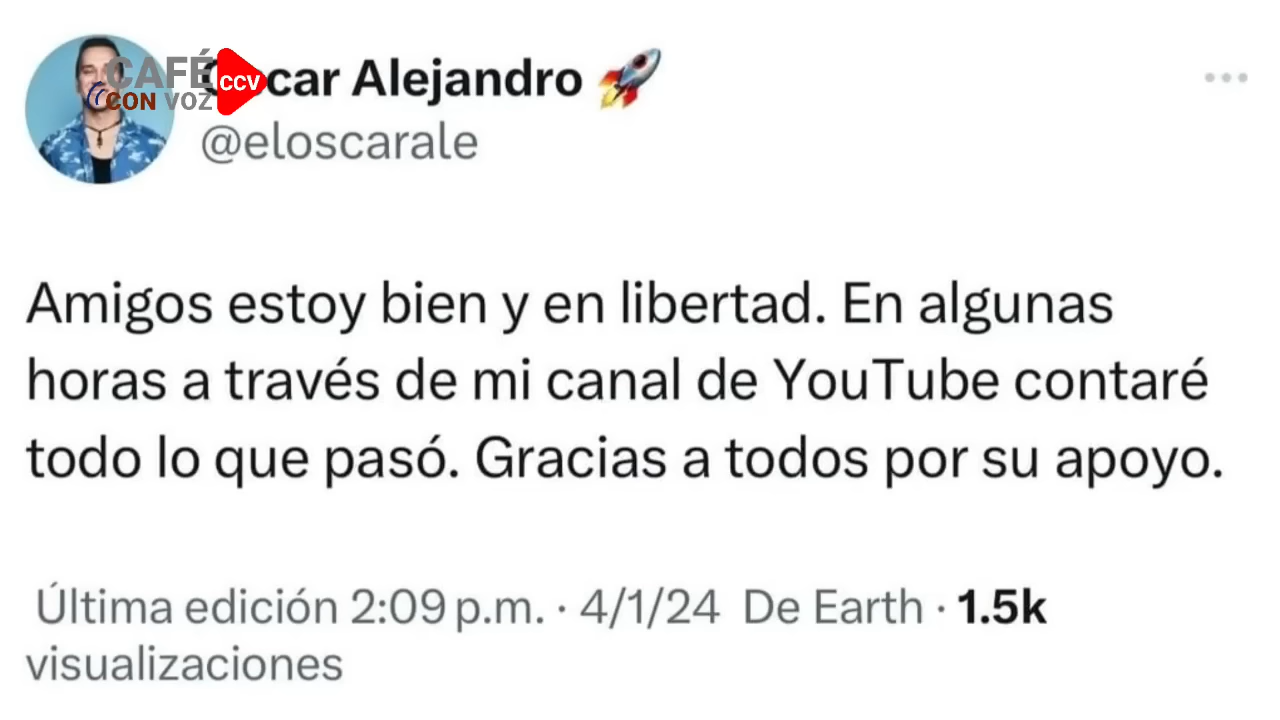 CAFÉ
CON VOZ
CCV
car Alejandro 🚀
@eloscarale
Amigos estoy bien y en libertad. En algunas
horas a través de mi canal de YouTube contaré
todo lo que pasó. Gracias a todos por su apoyo.
Última edición 2:09 p.m. · 4/1/24 De Earth · 1.5k
visualizaciones